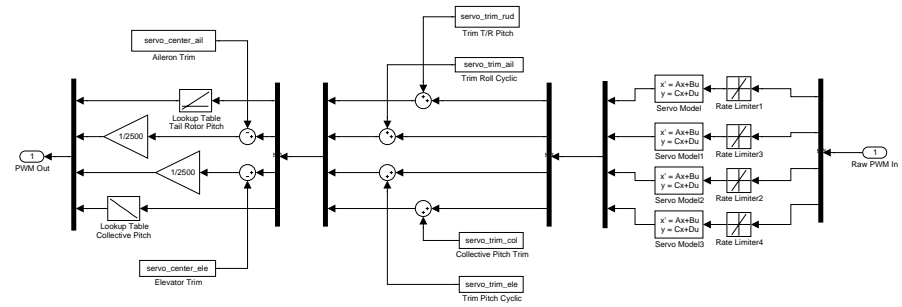 servo_trim_rud
Trim T/R Pitch
servo_center_ail
Aileron Trim
servo_trim_ail
Trim Roll Cyclic
x' = Ax+Bu
y = Cx+Du
Servo Model
Rate Limiter1
Lookup Table
Tail Rotor Pitch
1/2500
x' = Ax+Bu
y = Cx+Du
Servo Model1
Rate Limiter3
1
PWM Out
1
Raw PWM In
1/2500
x' = Ax+Bu
y = Cx+Du
Servo Model2
Rate Limiter2
Lookup Table
Collective Pitch
x' = Ax+Bu
y = Cx+Du
Servo Model3
Rate Limiter4
servo_trim_col
Collective Pitch Trim
servo_center_ele
Elevator Trim
servo_trim_ele
Trim Pitch Cyclic